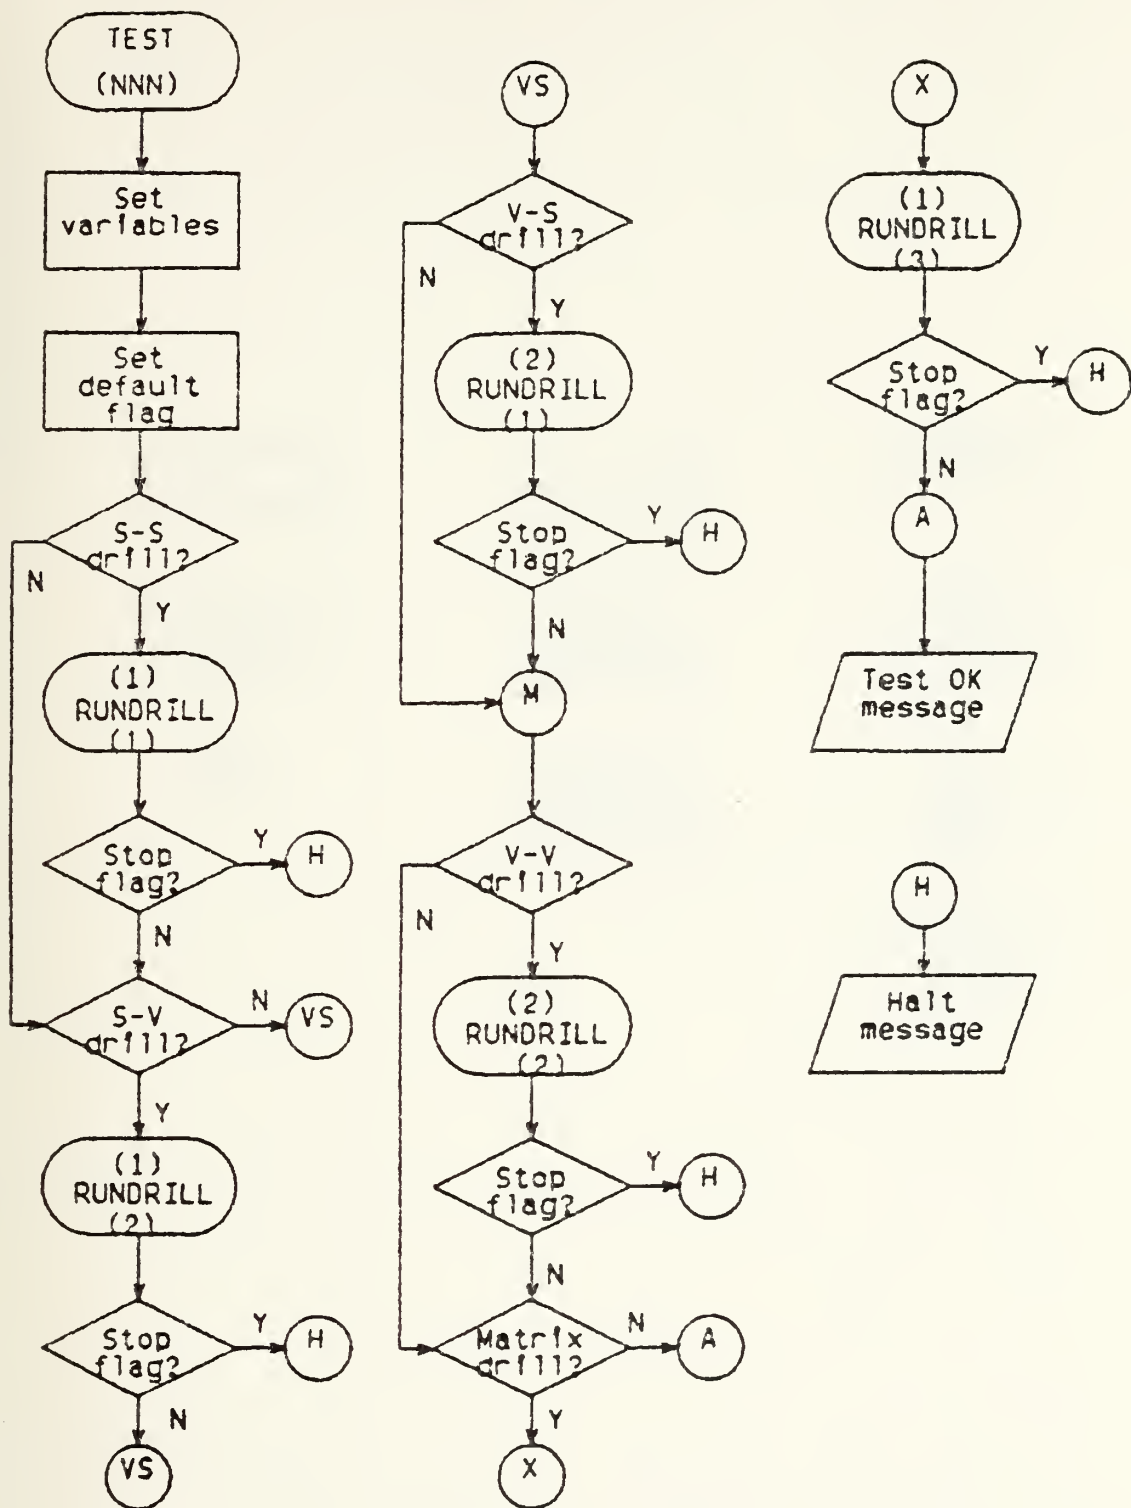 TEST
(NNN)
Set
variables
Set
default
flag
S-S
drill?
N
Y
(1)
RUNDRILL
(1)
Stop
flag?
Y
H
N
S-V
drill?
N
VS
Y
(1)
RUNDRILL
(2)
Stop
flag?
Y
H
N
VS
VS
V-S
drill?
N
Y
(2)
RUNDRILL
(1)
Stop
flag?
Y
H
N
M
V-V
drill?
N
Y
(2)
RUNDRILL
(2)
Stop
flag?
Y
H
N
Matrix
drill?
N
A
Y
X
X
(1)
RUNDRILL
(3)
Stop
flag?
Y
H
N
A
Test OK
message
H
Halt
message